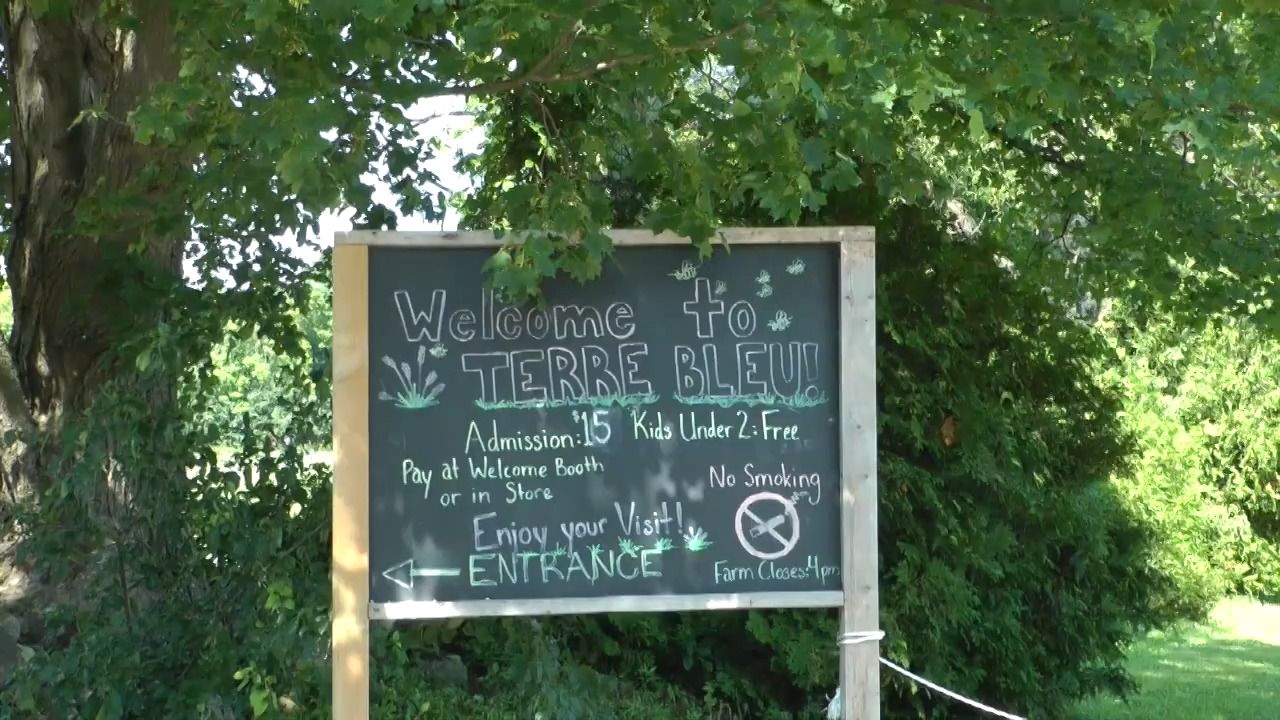 Welcome to
TERRE BLEU!
Admission: $15 Kids Under 2: Free
Pay at Welcome Booth
or in Store
No Smoking
Enjoy your Visit!
ENTRANCE
Farm Closes: 4pm